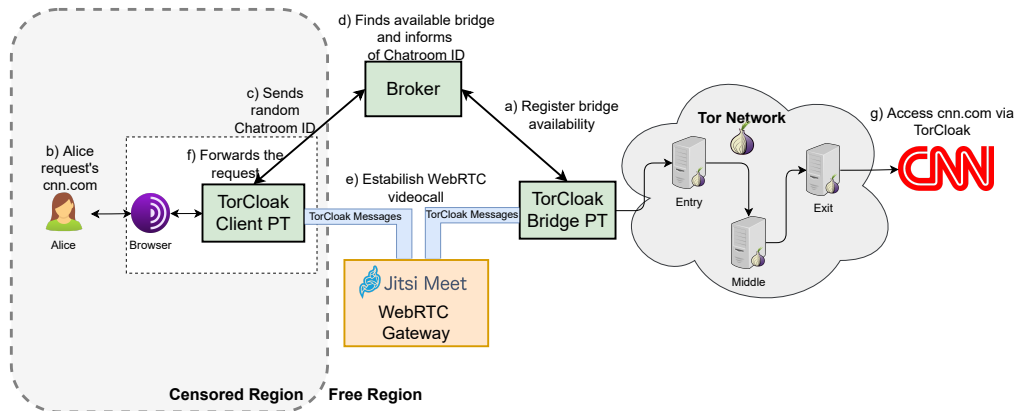 d) Finds available bridge
and informs
of Chatroom ID
Broker
c) Sends
random
Chatroom ID
a) Register bridge
availability
Tor Network
g) Access cnn.com via
TorCloak
CNN
b) Alice
request's
cnn.com
f) Forwards the
request
e) Estabilish WebRTC
videocall
TorCloak
Client PT
TorCloak Messages
TorCloak Messages
TorCloak
Bridge PT
Entry
Exit
Middle
Alice
Browser
Jitsi Meet
WebRTC
Gateway
Censored Region
Free Region